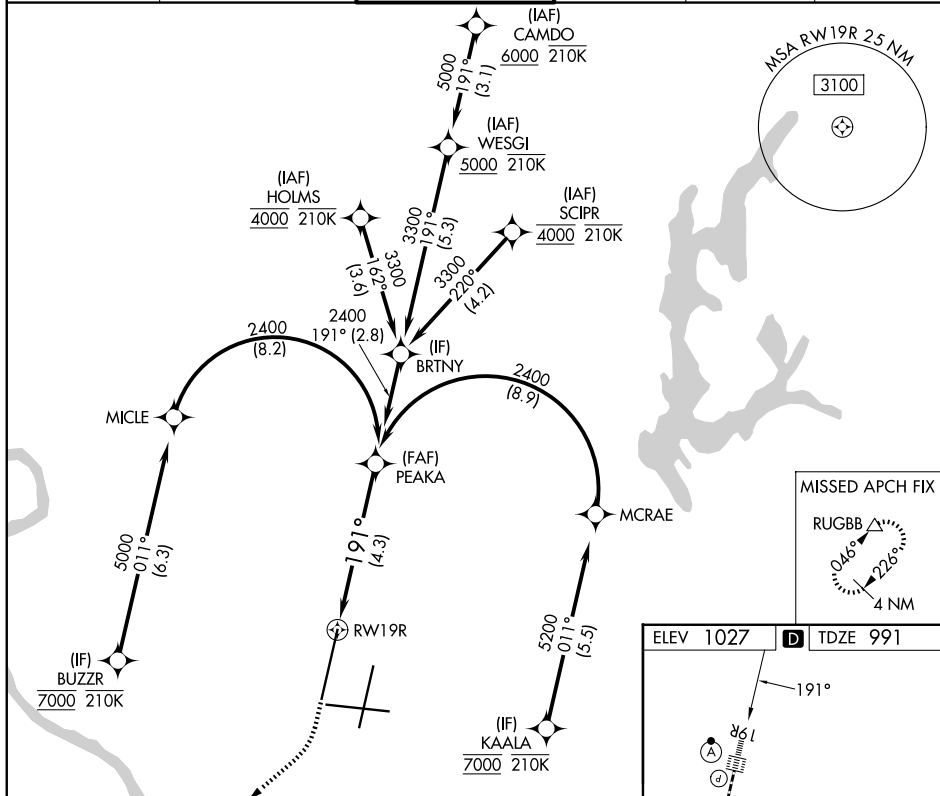 (IAF)
CAMDO
6000 210K
5000
191°
(3.1)
MSA RW19R 25 NM
3100
(IAF)
WESGI
5000 210K
(IAF)
HOLMS
4000 210K
(IAF)
SCIPR
4000 210K
3300
162°
(3.6)
3300
191°
(5.3)
3300
220°
(4.2)
2400
191° (2.8)
(IF)
BRTNY
2400
(8.2)
2400
(8.9)
MICLE
(FAF)
PEAKA
MCRAE
5000
011°
(6.3)
191°
(4.3)
5200
011°
(5.5)
RW19R
(IF)
BUZZR
7000 210K
(IF)
KAALA
7000 210K
MISSED APCH FIX
RUGBB
046°
226°
4 NM
ELEV 1027 D TDZE 991
191°
19R
A
P